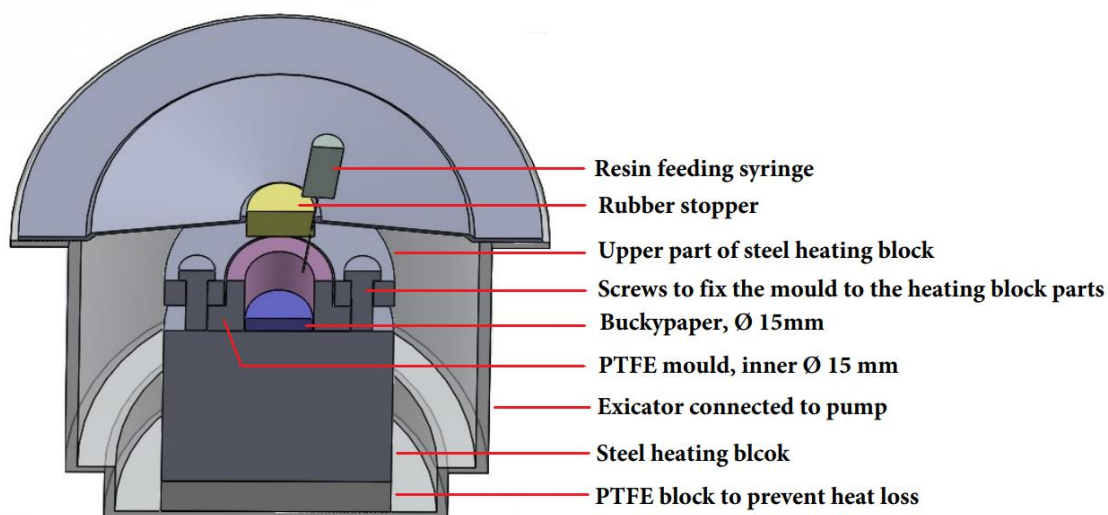 Resin feeding syringe
Rubber stopper
Upper part of steel heating block
Screws to fix the mould to the heating block parts
Buckypaper, Ø 15mm
PTFE mould, inner Ø 15 mm
Exicator connected to pump
Steel heating blcok
PTFE block to prevent heat loss